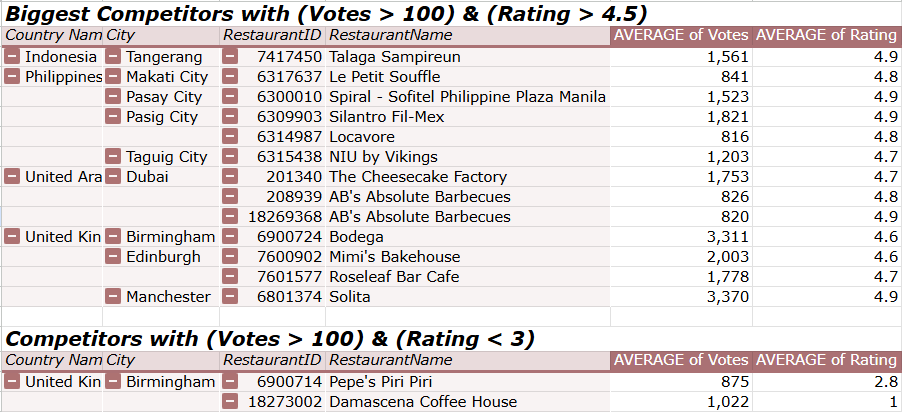 Biggest Competitors with (Votes > 100) & (Rating > 4.5)
Country Nam City RestaurantID RestaurantName AVERAGE of Votes AVERAGE of Rating
Indonesia Tangerang 7417450 Talaga Sampireun 1,561 4.9
Philippines Makati City 6317637 Le Petit Souffle 841 4.8
Pasay City 6300010 Spiral - Sofitel Philippine Plaza Manila 1,523 4.9
Pasig City 6309903 Silantro Fil-Mex 1,821 4.9
6314987 Locavore 816 4.8
Taguig City 6315438 NIU by Vikings 1,203 4.7
United Ara Dubai 201340 The Cheesecake Factory 1,753 4.7
208939 AB's Absolute Barbecues 826 4.8
18269368 AB's Absolute Barbecues 820 4.9
United Kin Birmingham 6900724 Bodega 3,311 4.6
Edinburgh 7600902 Mimi's Bakehouse 2,003 4.6
7601577 Roseleaf Bar Cafe 1,778 4.7
Manchester 6801374 Solita 3,370 4.9
Competitors with (Votes > 100) & (Rating < 3)
Country Nam City RestaurantID RestaurantName AVERAGE of Votes AVERAGE of Rating
United Kin Birmingham 6900714 Pepe's Piri Piri 875 2.8
18273002 Damascena Coffee House 1,022 1